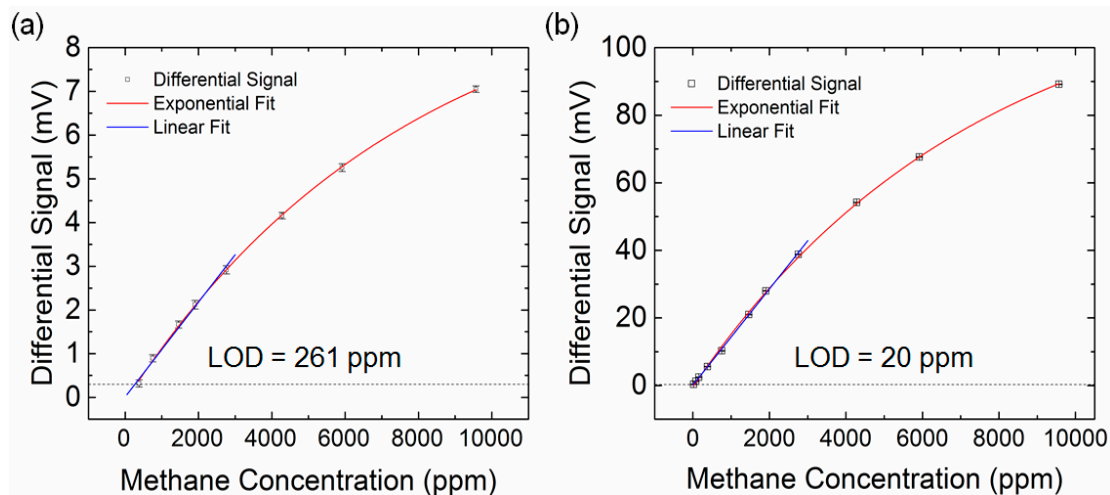 (a)
8
7
6
5
4
3
2
1
0
Differential Signal (mV)
Differential Signal
Exponential Fit
Linear Fit
LOD = 261 ppm
0 2000 4000 6000 8000 10000
Methane Concentration (ppm)
(b)
100
80
60
40
20
0
Differential Signal (mV)
Differential Signal
Exponential Fit
Linear Fit
LOD = 20 ppm
0 2000 4000 6000 8000 10000
Methane Concentration (ppm)